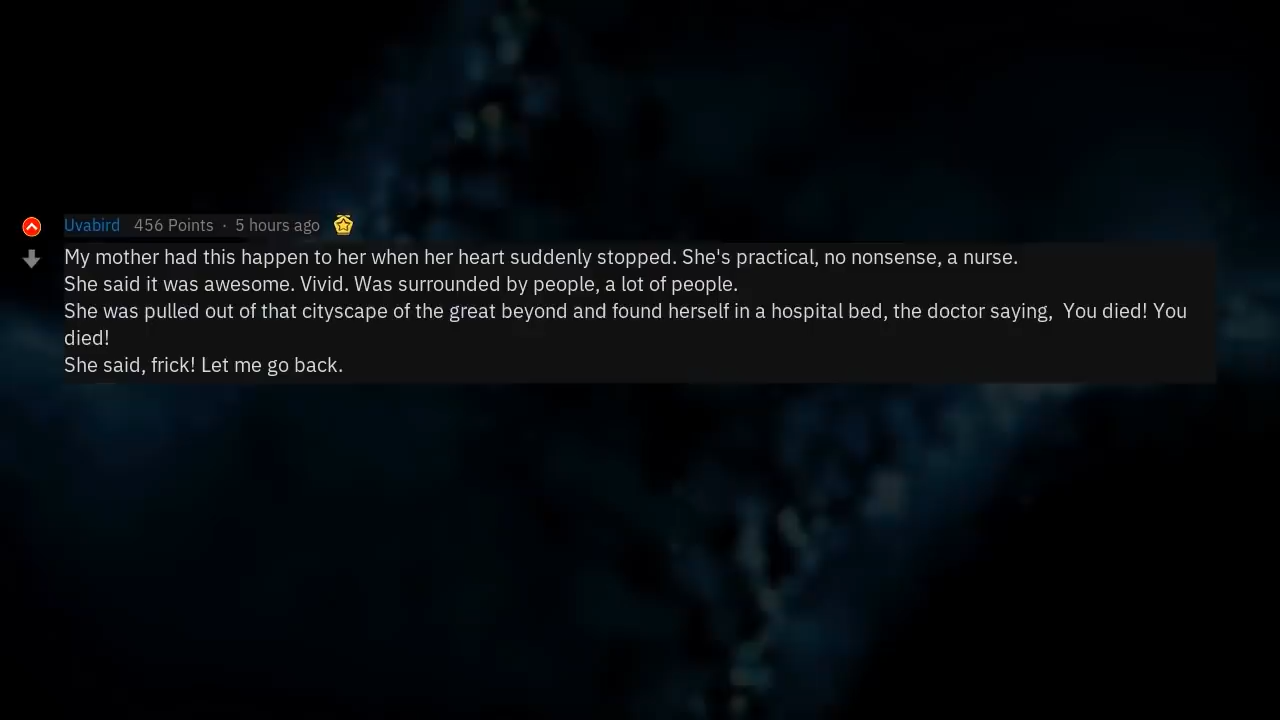 Uvabird 456 Points · 5 hours ago
My mother had this happen to her when her heart suddenly stopped. She's practical, no nonsense, a nurse.
She said it was awesome. Vivid. Was surrounded by people, a lot of people.
She was pulled out of that cityscape of the great beyond and found herself in a hospital bed, the doctor saying,  You died! You
died!
She said, frick! Let me go back.